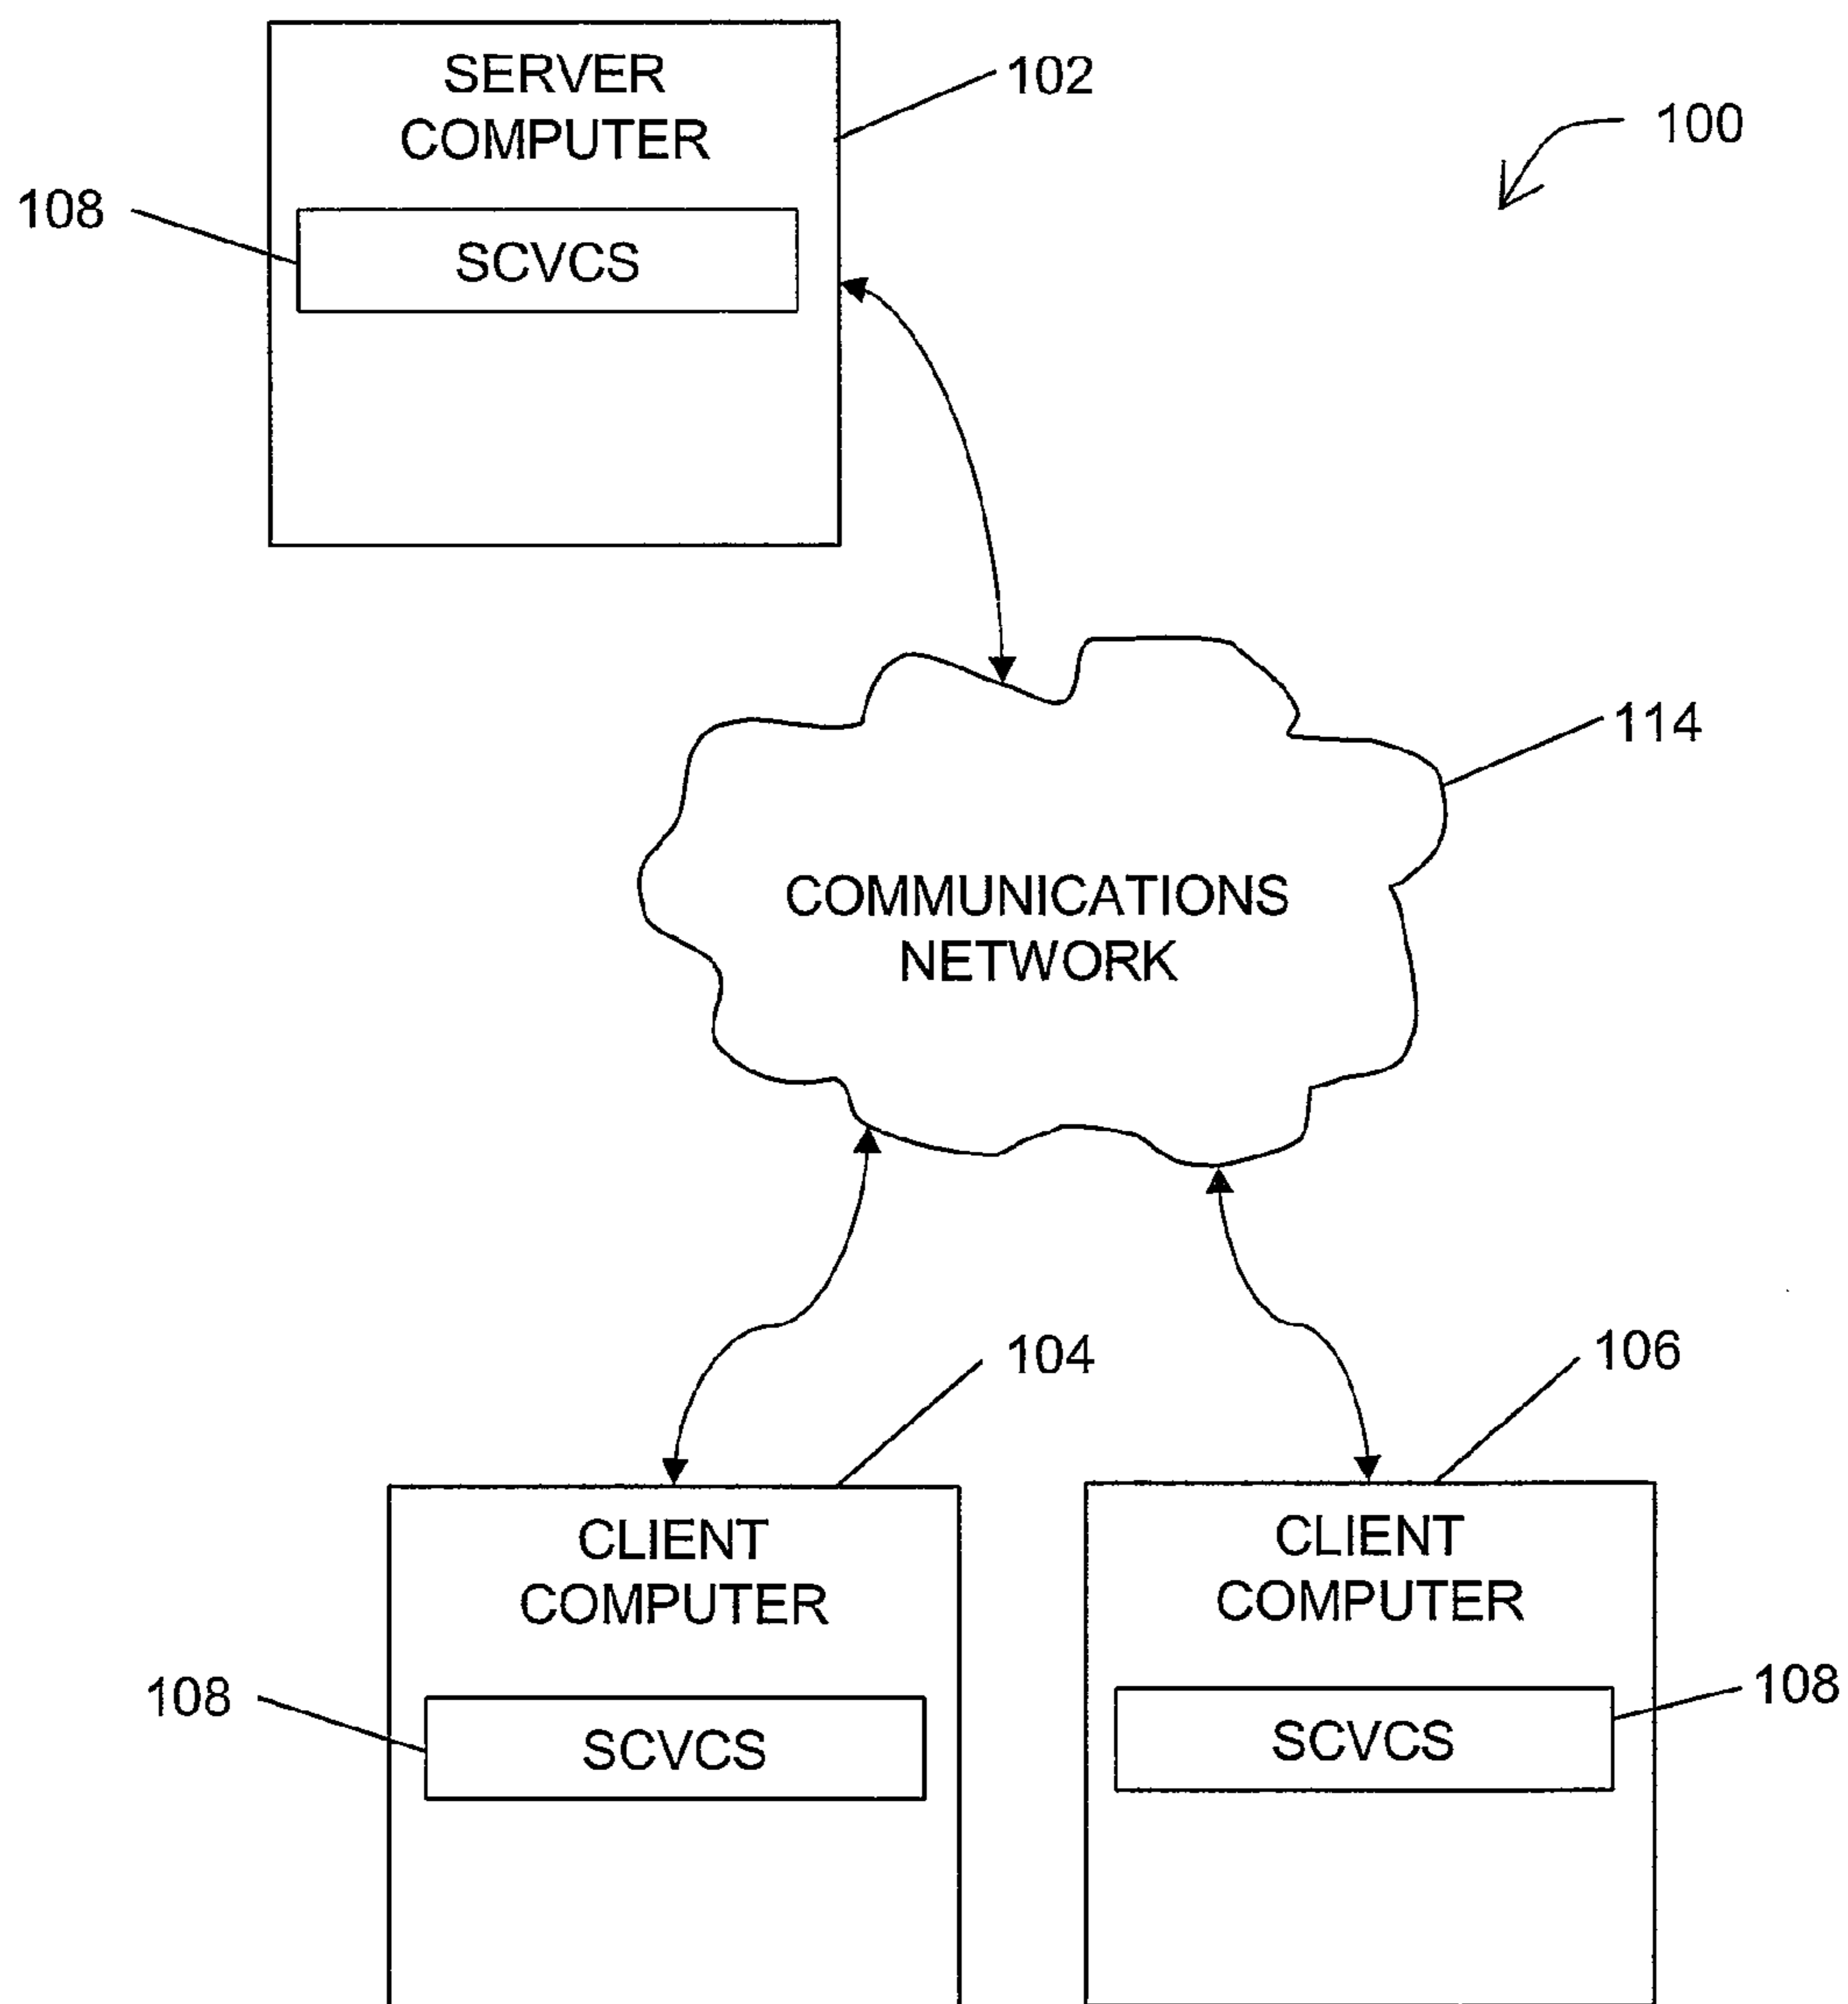 SERVER
COMPUTER
102
100
108
SCVCS
114
COMMUNICATIONS
NETWORK
104
106
CLIENT
COMPUTER
CLIENT
COMPUTER
108
SCVCS
108
SCVCS